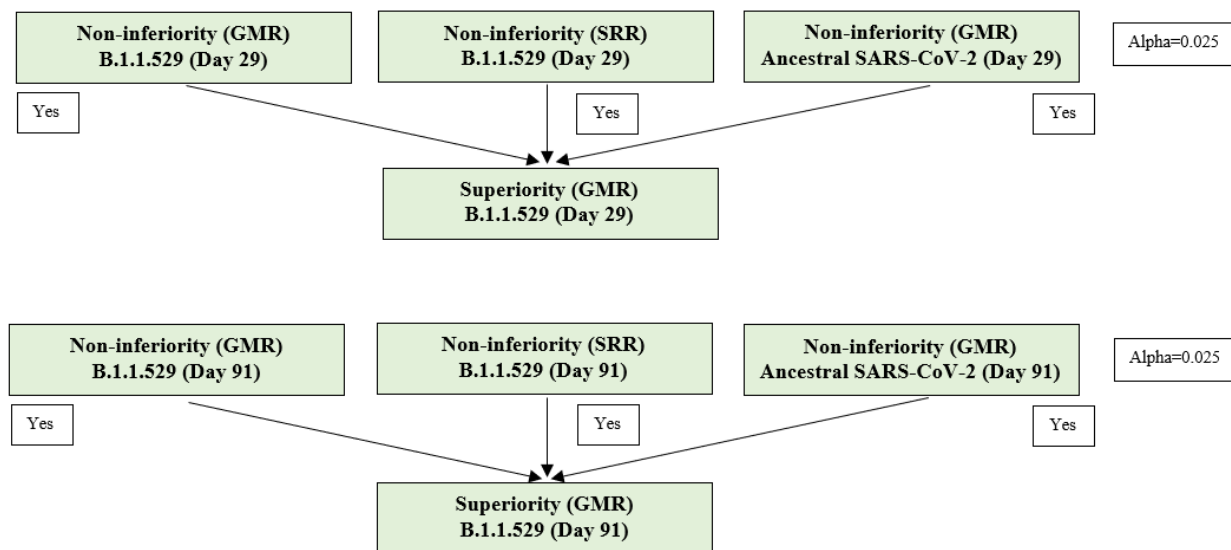 Non-inferiority (GMR)
B.1.1.529 (Day 29)
Non-inferiority (SRR)
B.1.1.529 (Day 29)
Non-inferiority (GMR)
Ancestral SARS-CoV-2 (Day 29)
Alpha=0.025
Yes
Yes
Yes
Superiority (GMR)
B.1.1.529 (Day 29)
Non-inferiority (GMR)
B.1.1.529 (Day 91)
Non-inferiority (SRR)
B.1.1.529 (Day 91)
Non-inferiority (GMR)
Ancestral SARS-CoV-2 (Day 91)
Alpha=0.025
Yes
Yes
Yes
Superiority (GMR)
B.1.1.529 (Day 91)